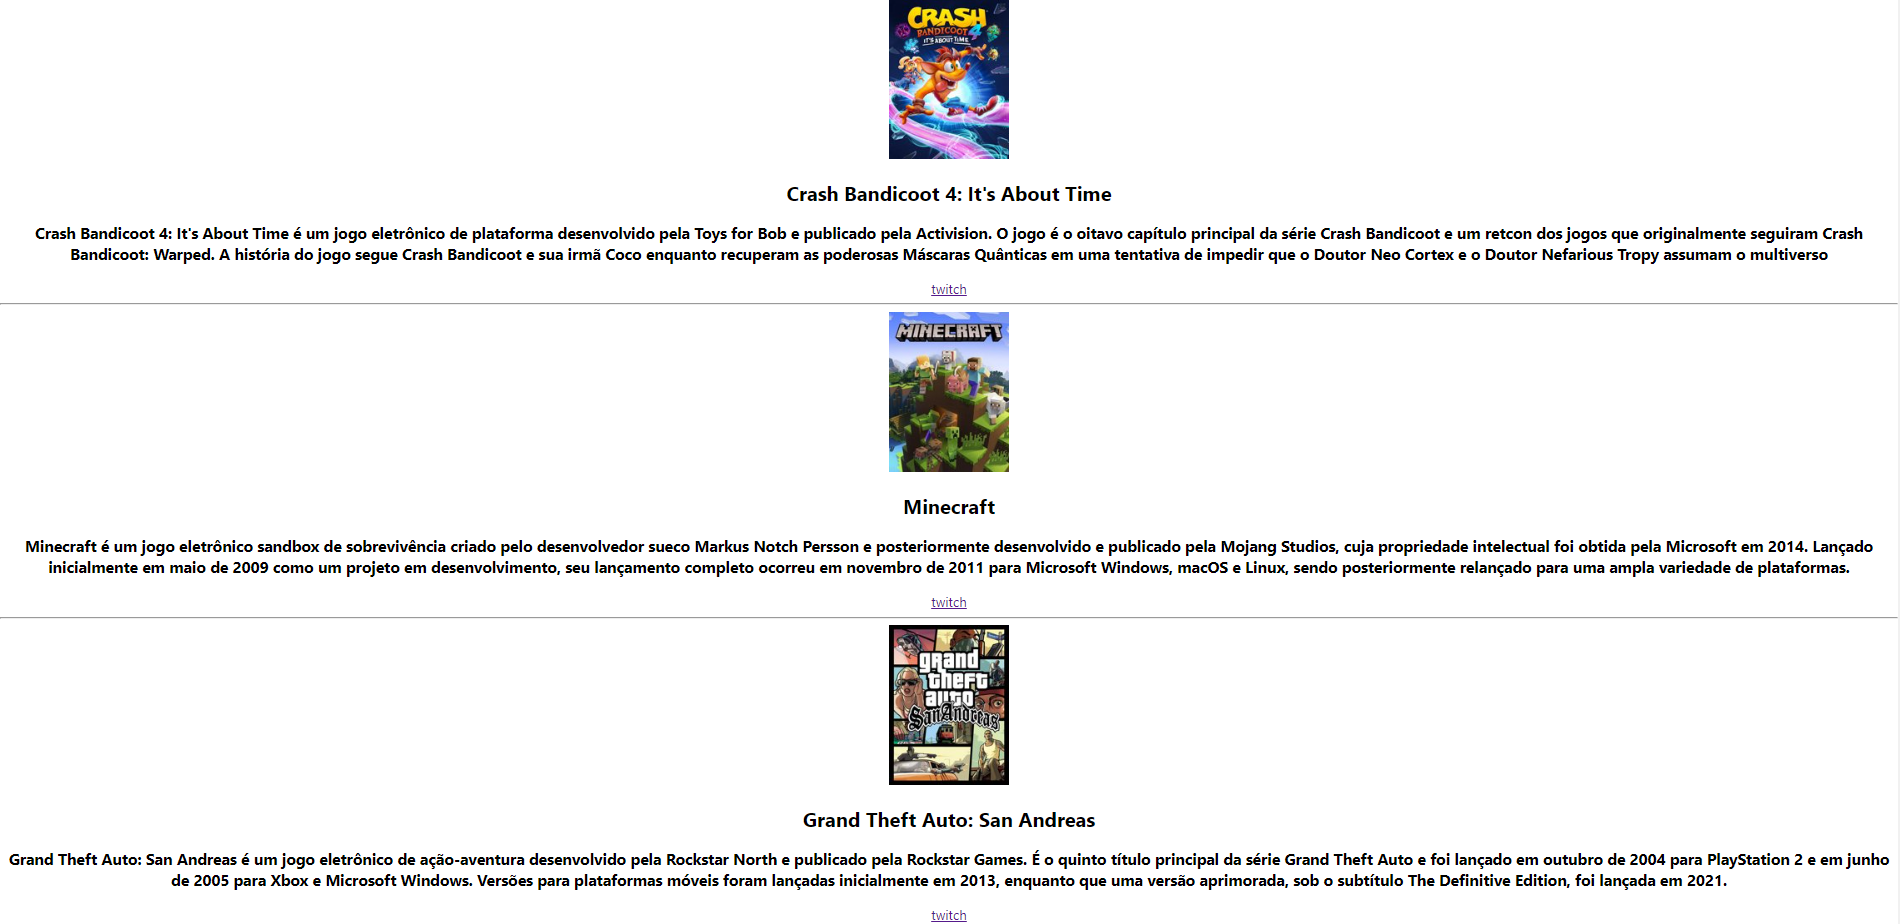 CRASH
BANDICOOT 4
IT'S ABOUT TIME
Crash Bandicoot 4: It's About Time
Crash Bandicoot 4: It's About Time é um jogo eletrônico de plataforma desenvolvido pela Toys for Bob e publicado pela Activision. O jogo é o oitavo capítulo principal da série Crash Bandicoot e um retcon dos jogos que originalmente seguiram Crash
Bandicoot: Warped. A história do jogo segue Crash Bandicoot e sua irmã Coco enquanto recuperam as poderosas Máscaras Quânticas em uma tentativa de impedir que o Doutor Neo Cortex e o Doutor Nefarious Tropy assumam o multiverso
twitch
MINECRAFT
Minecraft
Minecraft é um jogo eletrônico sandbox de sobrevivência criado pelo desenvolvedor sueco Markus Notch Persson e posteriormente desenvolvido e publicado pela Mojang Studios, cuja propriedade intelectual foi obtida pela Microsoft em 2014. Lançado
inicialmente em maio de 2009 como um projeto em desenvolvimento, seu lançamento completo ocorreu em novembro de 2011 para Microsoft Windows, macOS e Linux, sendo posteriormente relançado para uma ampla variedade de plataformas.
twitch
grand
theft
auto
San Andreas
Grand Theft Auto: San Andreas
Grand Theft Auto: San Andreas é um jogo eletrônico de ação-aventura desenvolvido pela Rockstar North e publicado pela Rockstar Games. É o quinto título principal da série Grand Theft Auto e foi lançado em outubro de 2004 para PlayStation 2 e em junho
de 2005 para Xbox e Microsoft Windows. Versões para plataformas móveis foram lançadas inicialmente em 2013, enquanto que uma versão aprimorada, sob o subtítulo The Definitive Edition, foi lançada em 2021.
twitch